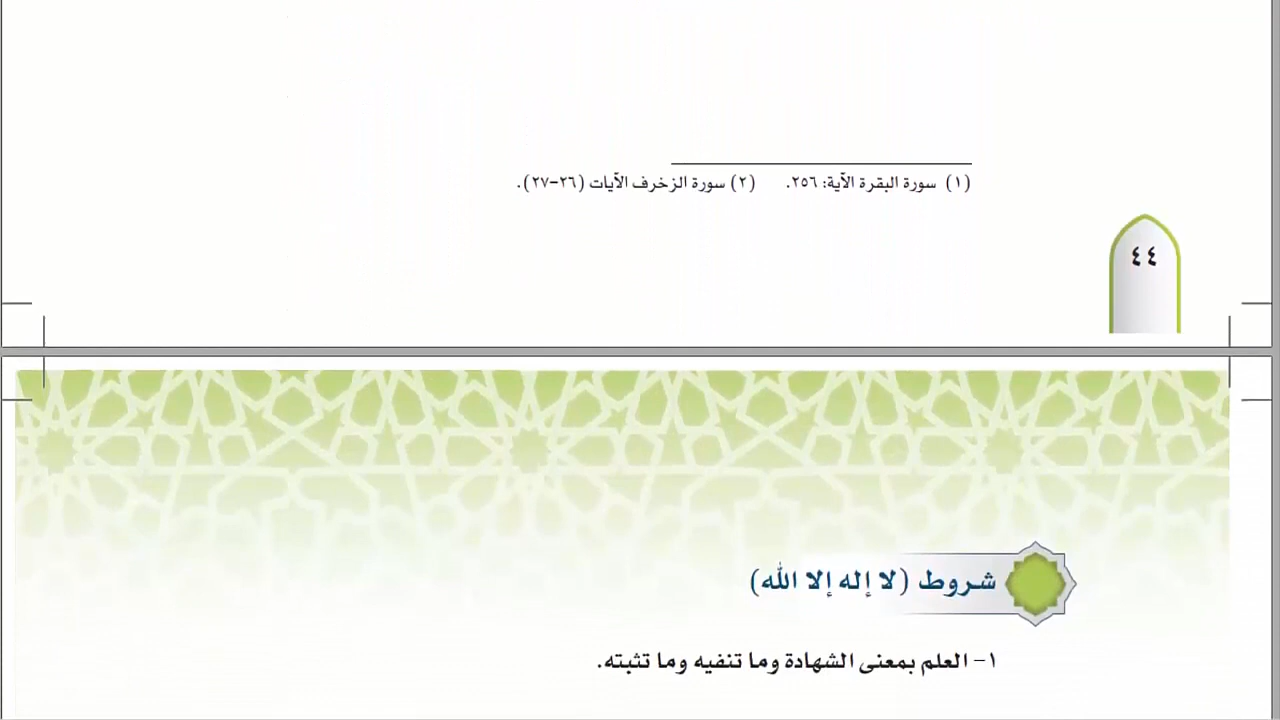 (١) سورة البقرة الآية: ٢٥٦. (٢) سورة الزخرف الآيات (٢٦-٢٧).
٤٤
شروط (لا إله إلا الله)
١- العلم بمعنى الشهادة وما تنفيه وما تثبته.